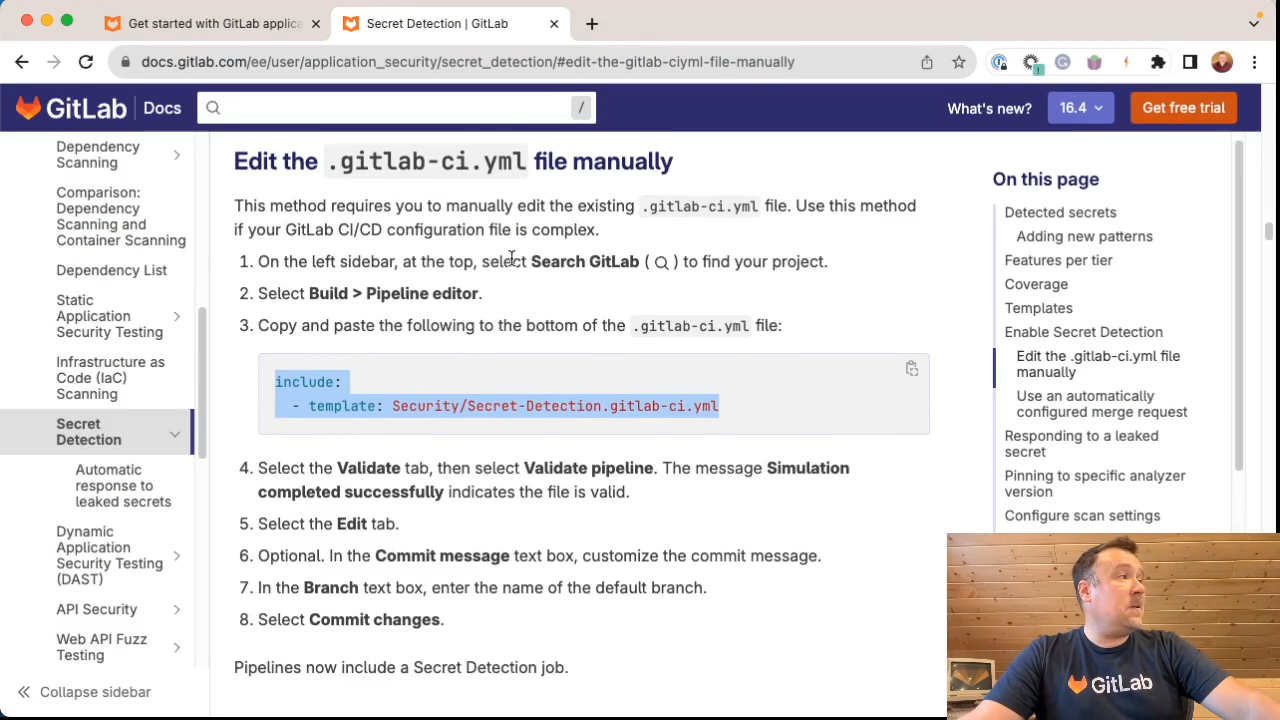 Get started with GitLab applica
Secret Detection | GitLab
docs.gitlab.com/ee/user/application_security/secret_detection/#edit-the-gitlab-ciyml-file-manually
GitLab Docs
/
What's new?
16.4
Get free trial
Dependency
Scanning
Comparison:
Dependency
Scanning and
Container Scanning
Dependency List
Static
Application
Security Testing
Infrastructure as
Code (IaC)
Scanning
Secret
Detection
Automatic
response to
leaked secrets
Dynamic
Application
Security Testing
(DAST)
API Security
Web API Fuzz
Testing
Collapse sidebar
Edit the .gitlab-ci.yml file manually
This method requires you to manually edit the existing .gitlab-ci.yml file. Use this method
if your GitLab CI/CD configuration file is complex.
1. On the left sidebar, at the top, select Search GitLab ( ) to find your project.
2. Select Build > Pipeline editor.
3. Copy and paste the following to the bottom of the .gitlab-ci.yml file:
include:
- template: Security/Secret-Detection.gitlab-ci.yml
4. Select the Validate tab, then select Validate pipeline. The message Simulation
completed successfully indicates the file is valid.
5. Select the Edit tab.
6. Optional. In the Commit message text box, customize the commit message.
7. In the Branch text box, enter the name of the default branch.
8. Select Commit changes.
Pipelines now include a Secret Detection job.
On this page
Detected secrets
Adding new patterns
Features per tier
Coverage
Templates
Enable Secret Detection
Edit the .gitlab-ci.yml file
manually
Use an automatically
configured merge request
Responding to a leaked
secret
Pinning to specific analyzer
version
Configure scan settings
GitLab